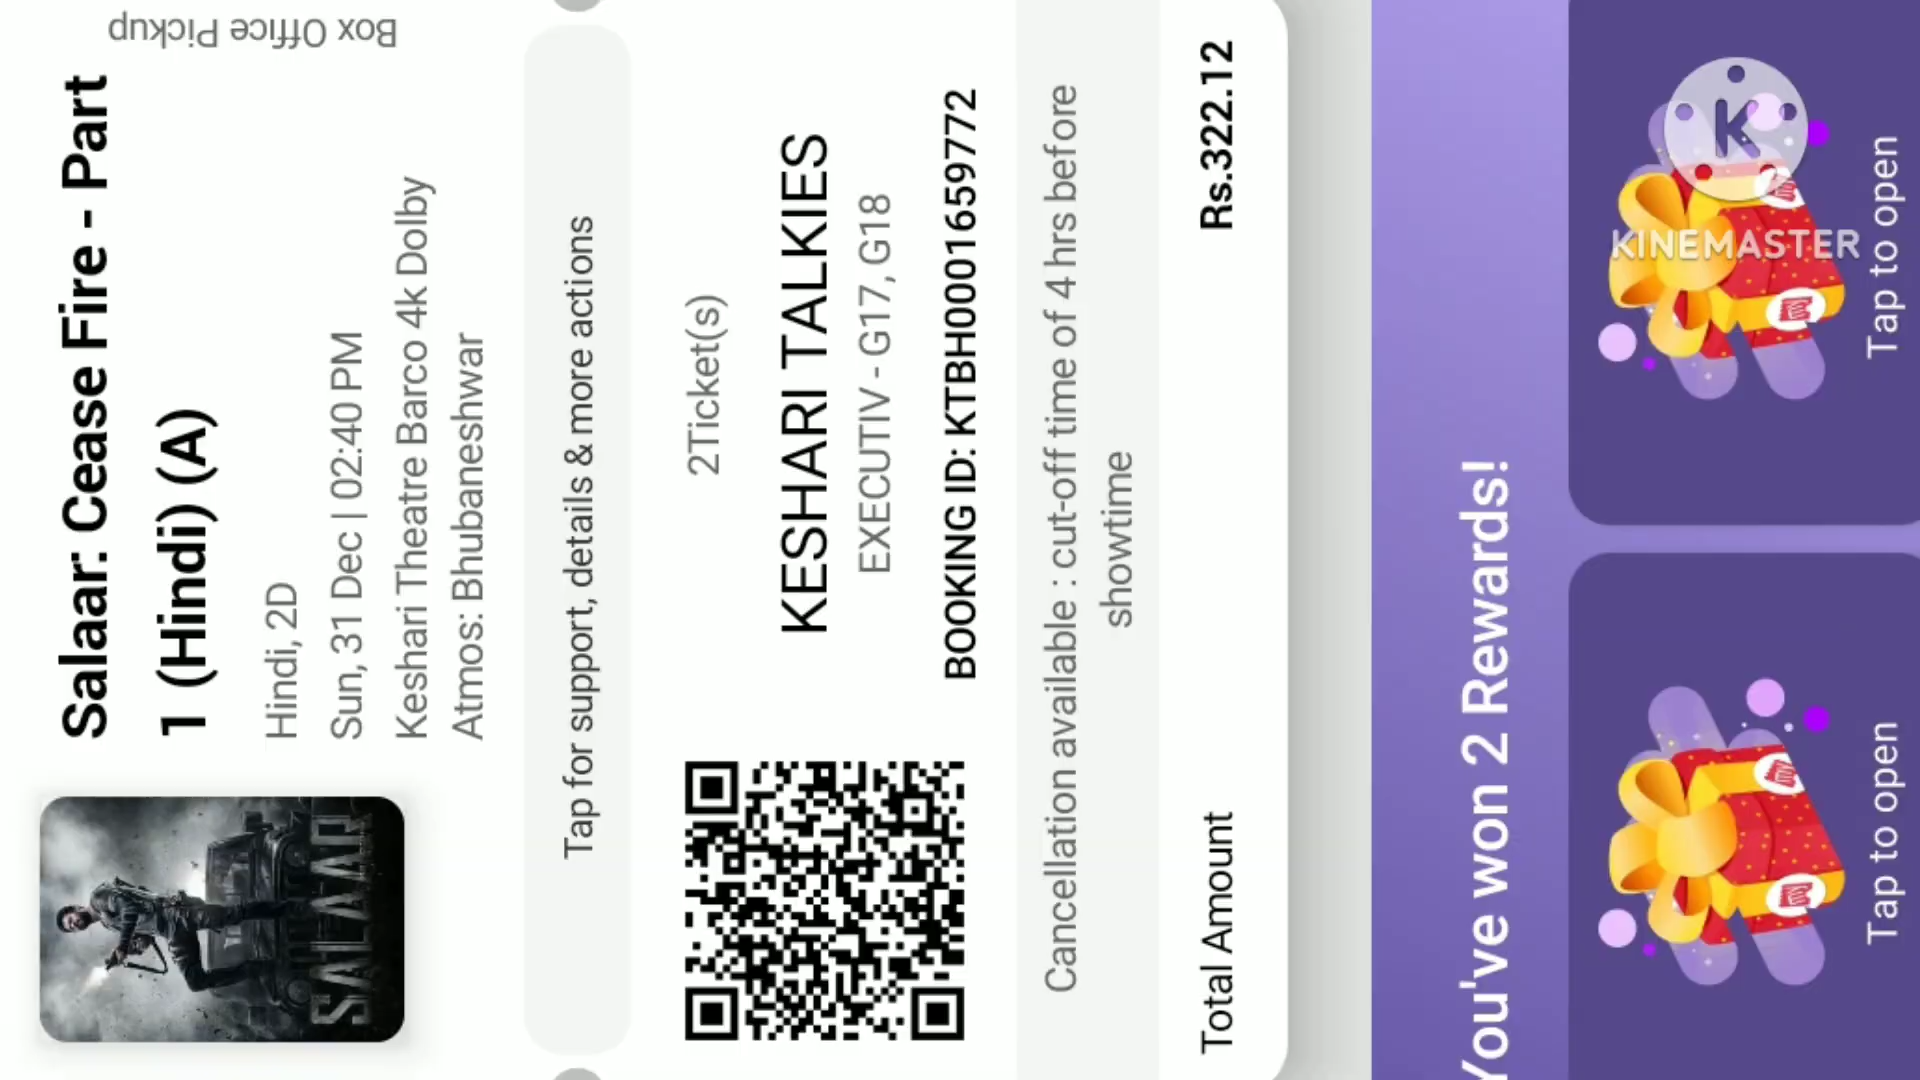 Salaar: Cease Fire - Part
1 (Hindi) (A)
Hindi, 2D
Sun, 31 Dec | 02:40 PM
Keshari Theatre Barco 4k Dolby
Atmos: Bhubaneshwar
Box Office Pickup
SALAAR
Tap for support, details & more actions
2Ticket(s)
KESHARI TALKIES
EXECUTIV - G17, G18
BOOKING ID: KTBH0001659772
Cancellation available : cut-off time of 4 hrs before
showtime
Total Amount
Rs.322.12
You've won 2 Rewards!
Tap to open
Tap to open
K
KINEMASTER